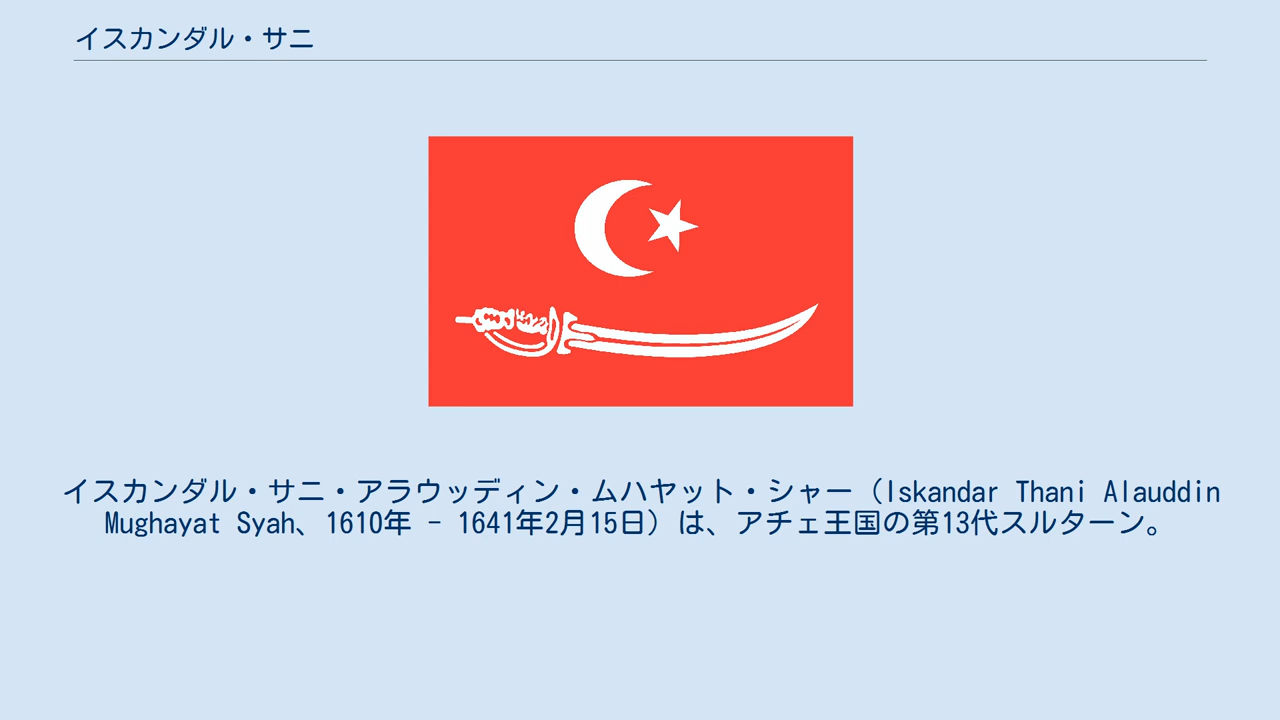 イスカンダル・サニ
イスカンダル・サニ・アラウッディン・ムハヤット・シャー（Iskandar Thani Alauddin
Mughayat Syah、1610年 - 1641年2月15日）は、アチェ王国の第13代スルターン。